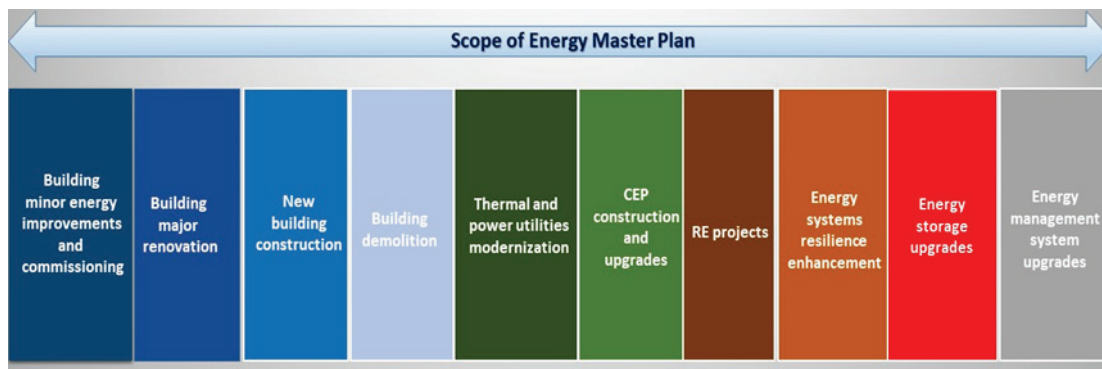 Scope of Energy Master Plan
Building
minor energy
improvements
and
commissioning
Building
major
renovation
New
building
construction
Building
demolition
Thermal and
power utilities
modernization
CEP
construction
and
upgrades
RE projects
Energy
systems
resilience
enhancement
Energy
storage
upgrades
Energy
management
system
upgrades